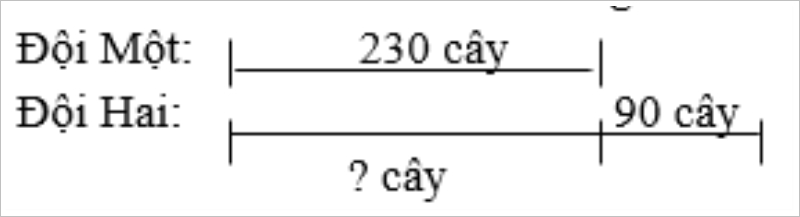 Đội Một: 230 cây
Đội Hai: 90 cây
? cây